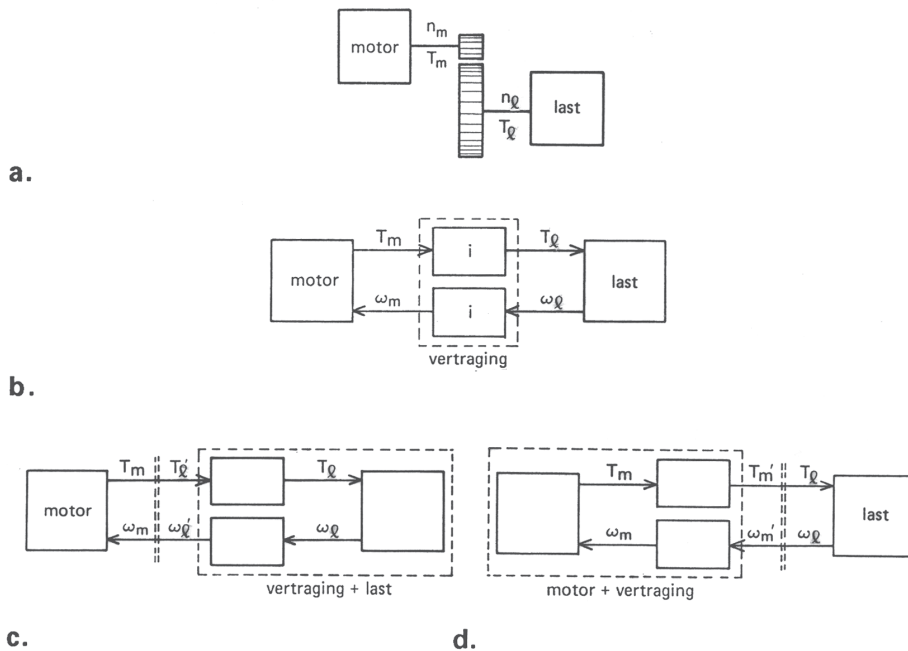 n_m
motor
T_m
n_ℓ
last
T_ℓ
a.
T_m
i
T_ℓ
motor
last
ω_m
i
ω_ℓ
vertraging
b.
T_m T_ℓ' T_ℓ
motor
ω_m ω_ℓ' ω_ℓ
vertraging + last
c.
T_m T_m' T_ℓ
last
ω_m ω_m' ω_ℓ
motor + vertraging
d.